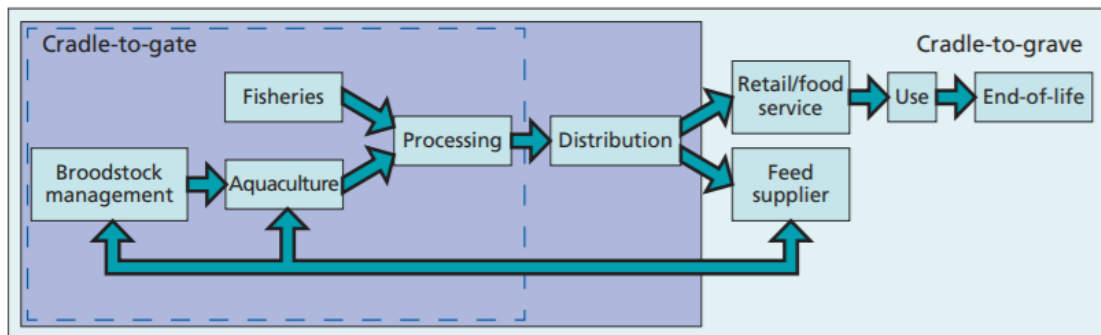 Cradle-to-gate
Cradle-to-grave
Fisheries
Retail/food
service
Use
End-of-life
Processing
Distribution
Broodstock
management
Aquaculture
Feed
supplier